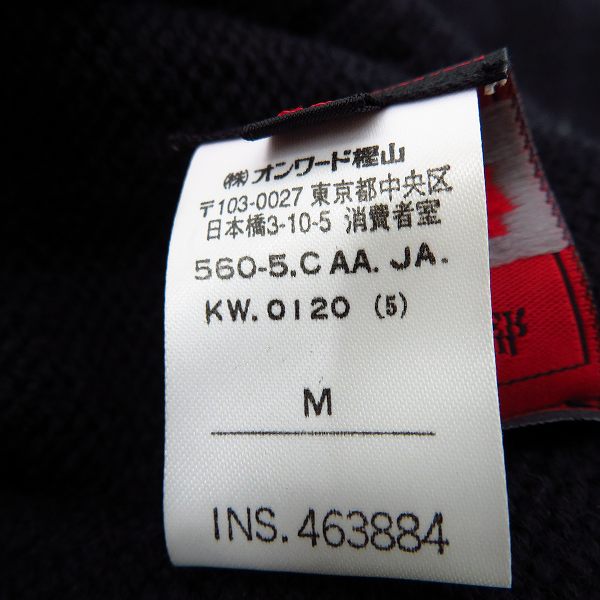 ㈱オンワード樫山
〒103-0027 東京都中央区
日本橋3-10-5 消費者室
560-5.C AA. JA.
KW.0120 (5)
M
INS.463884